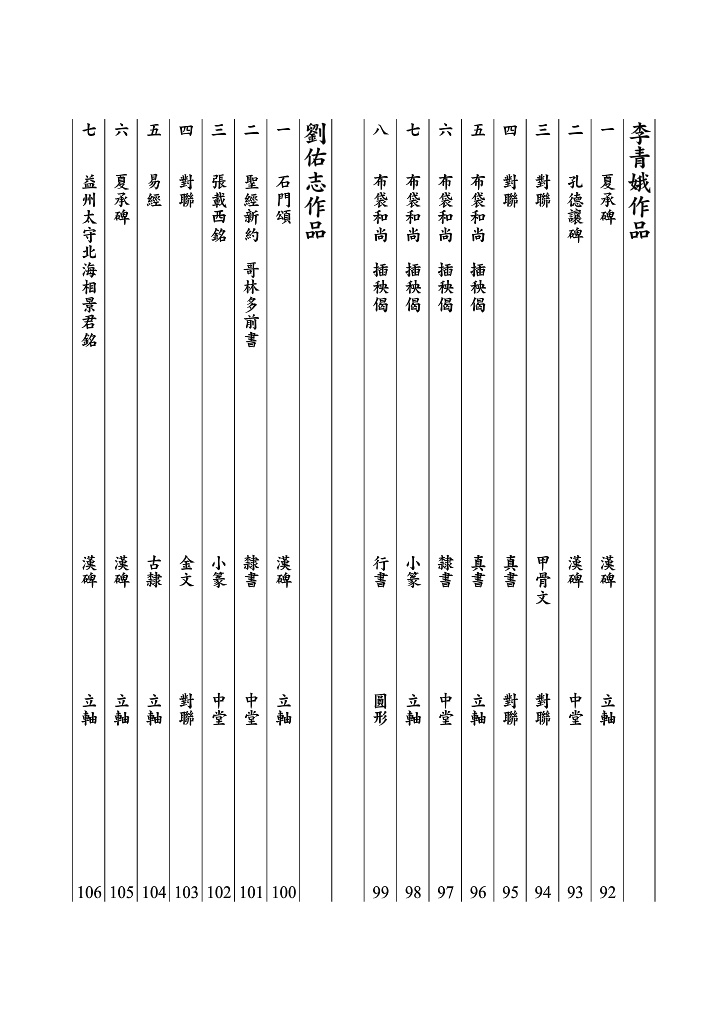 李青娥作品
一 夏承碑 漢碑 立軸 92
二 孔德讓碑 漢碑 中堂 93
三 對聯 甲骨文 對聯 94
四 對聯 真書 對聯 95
五 布袋和尚 插秧偈 真書 立軸 96
六 布袋和尚 插秧偈 隸書 中堂 97
七 布袋和尚 插秧偈 小篆 立軸 98
八 布袋和尚 插秧偈 行書 圓形 99
劉佑志作品
一 石門頌 漢碑 立軸 100
二 聖經新約 哥林多前書 隸書 中堂 101
三 張載西銘 小篆 中堂 102
四 對聯 金文 對聯 103
五 易經 古隸 立軸 104
六 夏承碑 漢碑 立軸 105
七 益州太守北海相景君銘 漢碑 立軸 106